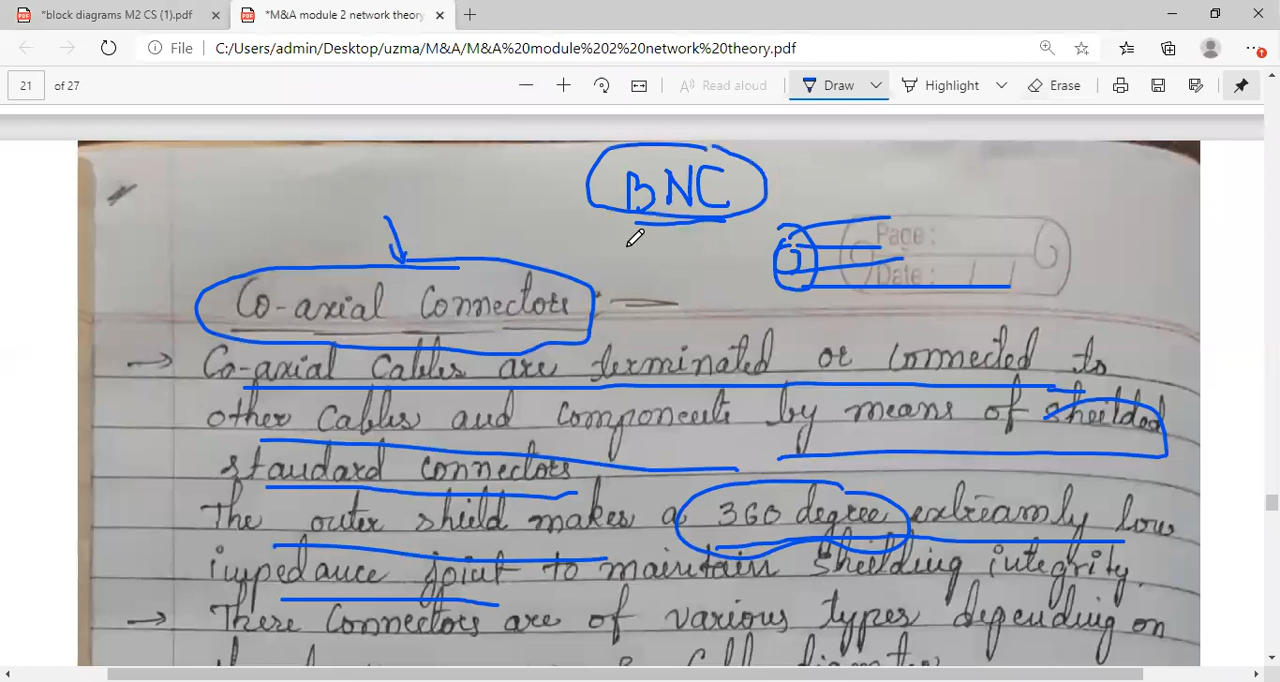 *block diagrams M2 CS (1).pdf
*M&A module 2 network theory
File C:/Users/admin/Desktop/uzma/M&A/M&A%20module%202%20network%20theory.pdf
21 of 27
Read aloud Draw Highlight Erase
BNC
Page:
Date: / /
Co-axial Connectors
→ Co-axial Cables are terminated or connected to
other cables and components by means of sheilded
standard connectors
The outer shield makes a 360 degree extreamly low
impedance joint to maintain shielding integrity.
→ These Connectors are of various types depending on
diameter